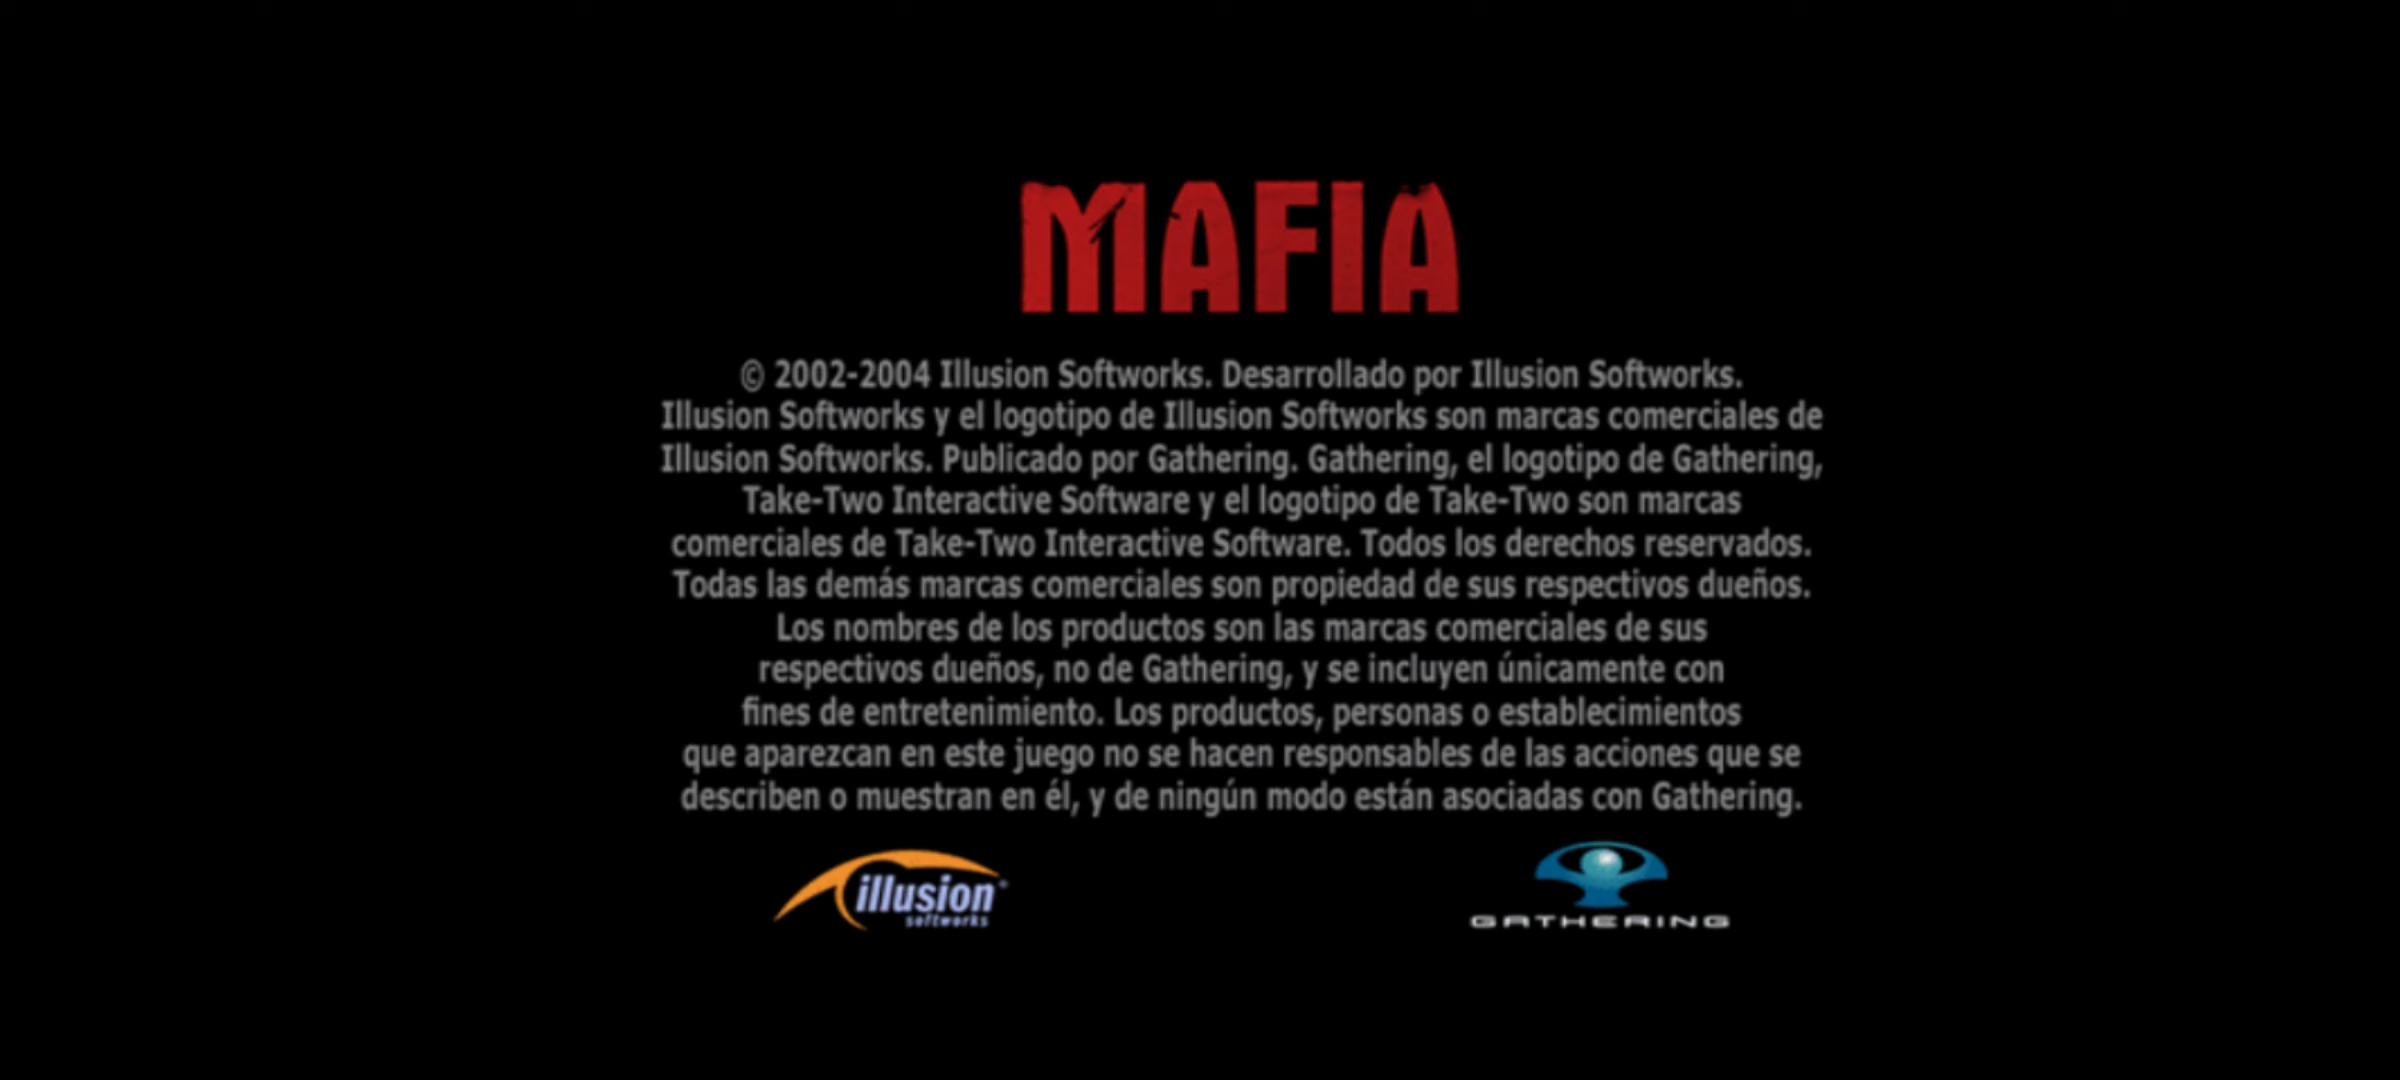 MAFIA
© 2002-2004 Illusion Softworks. Desarrollado por Illusion Softworks.
Illusion Softworks y el logotipo de Illusion Softworks son marcas comerciales de
Illusion Softworks. Publicado por Gathering. Gathering, el logotipo de Gathering,
Take-Two Interactive Software y el logotipo de Take-Two son marcas
comerciales de Take-Two Interactive Software. Todos los derechos reservados.
Todas las demás marcas comerciales son propiedad de sus respectivos dueños.
Los nombres de los productos son las marcas comerciales de sus
respectivos dueños, no de Gathering, y se incluyen únicamente con
fines de entretenimiento. Los productos, personas o establecimientos
que aparezcan en este juego no se hacen responsables de las acciones que se
describen o muestran en él, y de ningún modo están asociadas con Gathering.
illusion
softworks
GATHERING